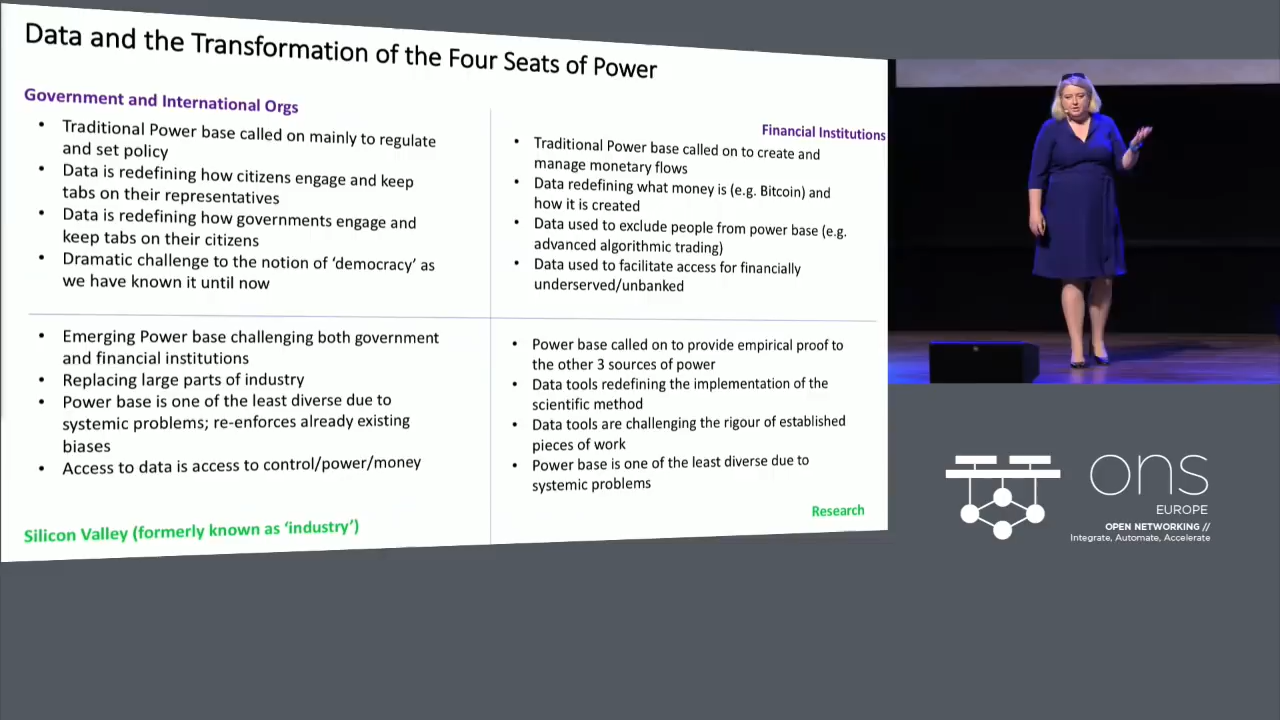 Data and the Transformation of the Four Seats of Power
Government and International Orgs
• Traditional Power base called on mainly to regulate
and set policy
• Data is redefining how citizens engage and keep
tabs on their representatives
• Data is redefining how governments engage and
keep tabs on their citizens
• Dramatic challenge to the notion of ‘democracy’ as
we have known it until now
Financial Institutions
• Traditional Power base called on to create and
manage monetary flows
• Data redefining what money is (e.g. Bitcoin) and
how it is created
• Data used to exclude people from power base (e.g.
advanced algorithmic trading)
• Data used to facilitate access for financially
underserved/unbanked
• Emerging Power base challenging both government
and financial institutions
• Replacing large parts of industry
• Power base is one of the least diverse due to
systemic problems; re-enforces already existing
biases
• Access to data is access to control/power/money
Silicon Valley (formerly known as ‘industry’)
• Power base called on to provide empirical proof to
the other 3 sources of power
• Data tools redefining the implementation of the
scientific method
• Data tools are challenging the rigour of established
pieces of work
• Power base is one of the least diverse due to
systemic problems
Research
ons
EUROPE
OPEN NETWORKING //
Integrate, Automate, Accelerate